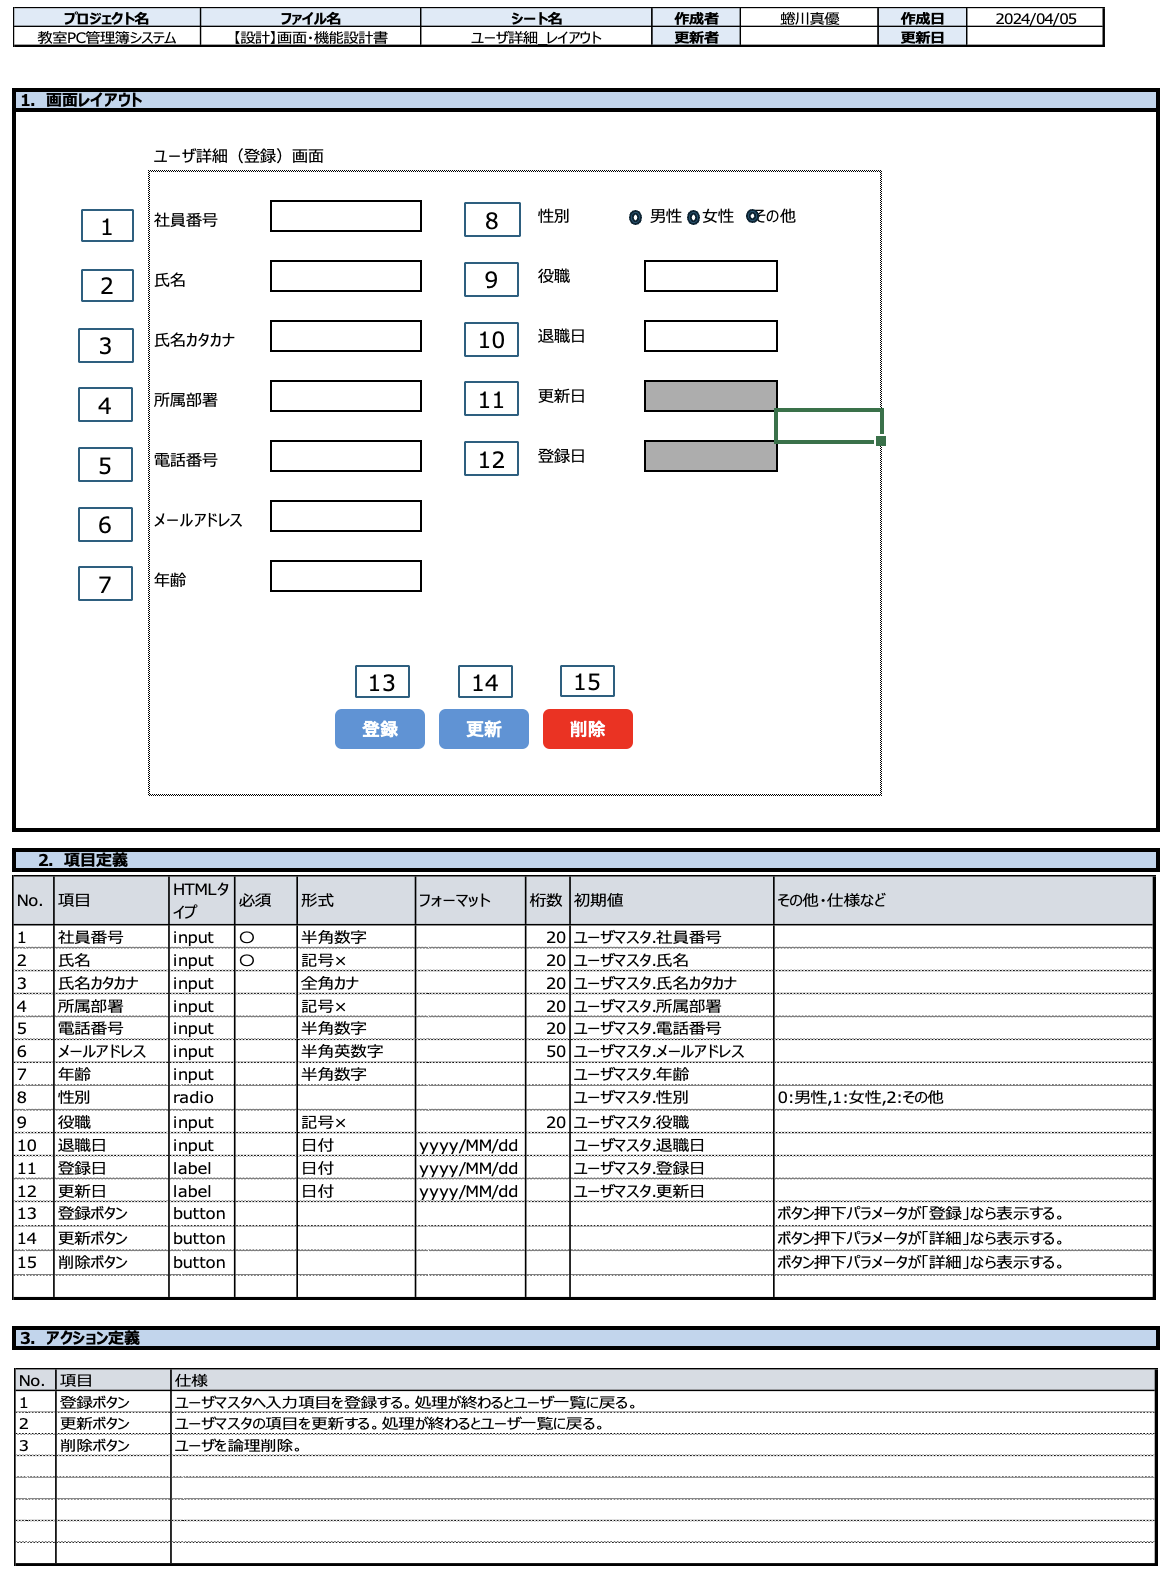 プロジェクト名 ファイル名 シート名 作成者 蜷川真優 作成日 2024/04/05
教室PC管理簿システム 【設計】画面・機能設計書 ユーザ詳細_レイアウト 更新者 更新日
1. 画面レイアウト
ユーザ詳細（登録）画面
1 社員番号 8 性別 男性 女性 その他
2 氏名 9 役職
3 氏名カタカナ 10 退職日
4 所属部署 11 更新日
5 電話番号 12 登録日
6 メールアドレス
7 年齢
13 14 15
登録 更新 削除
2. 項目定義
No. 項目 HTMLタイプ 必須 形式 フォーマット 桁数 初期値 その他・仕様など
1 社員番号 input 〇 半角数字 20 ユーザマスタ.社員番号
2 氏名 input 〇 記号× 20 ユーザマスタ.氏名
3 氏名カタカナ input 全角カナ 20 ユーザマスタ.氏名カタカナ
4 所属部署 input 記号× 20 ユーザマスタ.所属部署
5 電話番号 input 半角数字 20 ユーザマスタ.電話番号
6 メールアドレス input 半角英数字 50 ユーザマスタ.メールアドレス
7 年齢 input 半角数字 ユーザマスタ.年齢
8 性別 radio ユーザマスタ.性別 0:男性,1:女性,2:その他
9 役職 input 記号× 20 ユーザマスタ.役職
10 退職日 input 日付 yyyy/MM/dd ユーザマスタ.退職日
11 登録日 label 日付 yyyy/MM/dd ユーザマスタ.登録日
12 更新日 label 日付 yyyy/MM/dd ユーザマスタ.更新日
13 登録ボタン button ボタン押下パラメータが「登録」なら表示する。
14 更新ボタン button ボタン押下パラメータが「詳細」なら表示する。
15 削除ボタン button ボタン押下パラメータが「詳細」なら表示する。
3. アクション定義
No. 項目 仕様
1 登録ボタン ユーザマスタへ入力項目を登録する。処理が終わるとユーザ一覧に戻る。
2 更新ボタン ユーザマスタの項目を更新する。処理が終わるとユーザ一覧に戻る。
3 削除ボタン ユーザを論理削除。